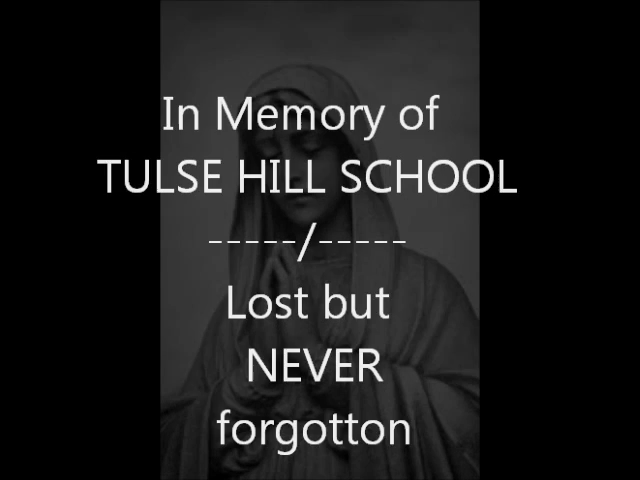 In Memory of
TULSE HILL SCHOOL
-----/-----
Lost but
NEVER
forgotton